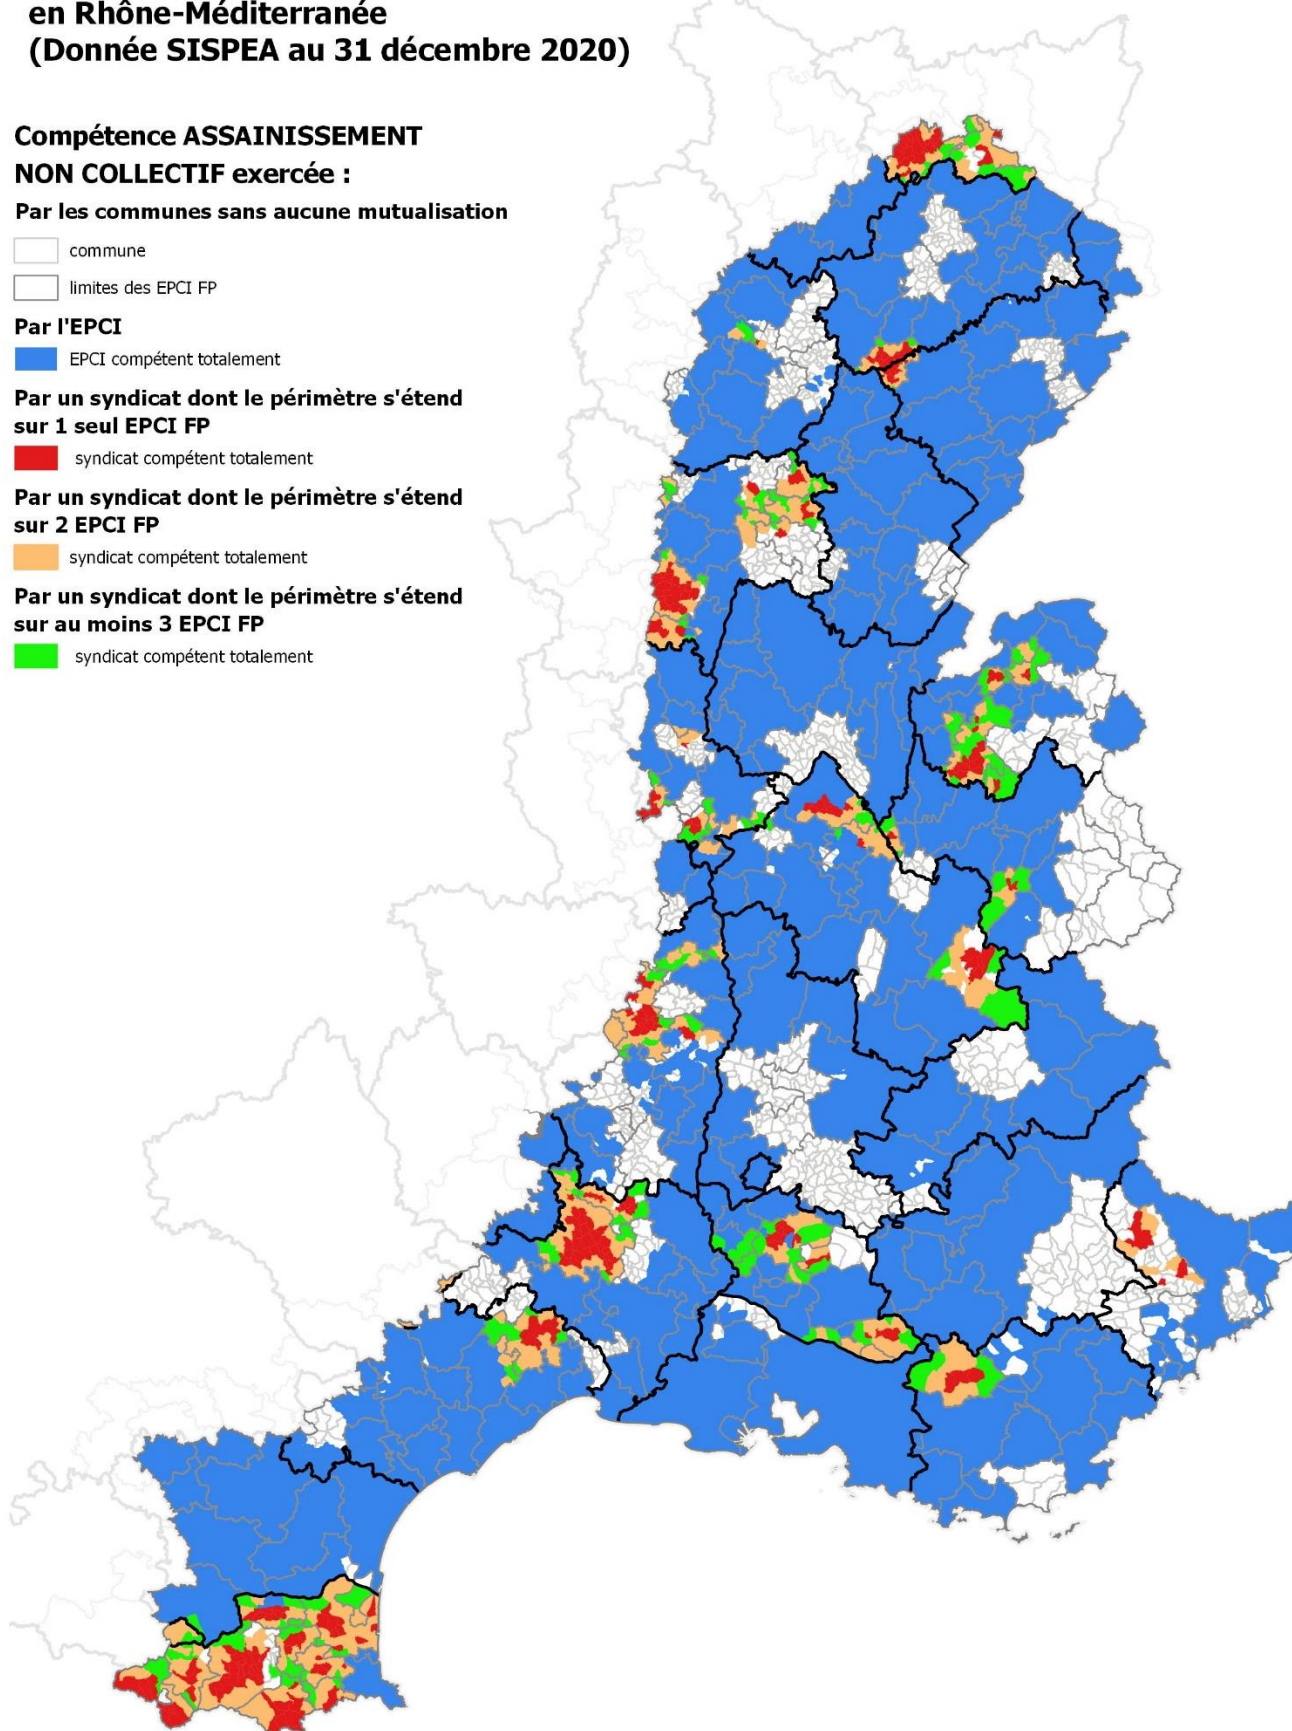 en Rhône-Méditerranée
(Donnée SISPEA au 31 décembre 2020)
Compétence ASSAINISSEMENT
NON COLLECTIF exercée :
Par les communes sans aucune mutualisation
commune
limites des EPCI FP
Par l'EPCI
EPCI compétent totalement
Par un syndicat dont le périmètre s'étend
sur 1 seul EPCI FP
syndicat compétent totalement
Par un syndicat dont le périmètre s'étend
sur 2 EPCI FP
syndicat compétent totalement
Par un syndicat dont le périmètre s'étend
sur au moins 3 EPCI FP
syndicat compétent totalement